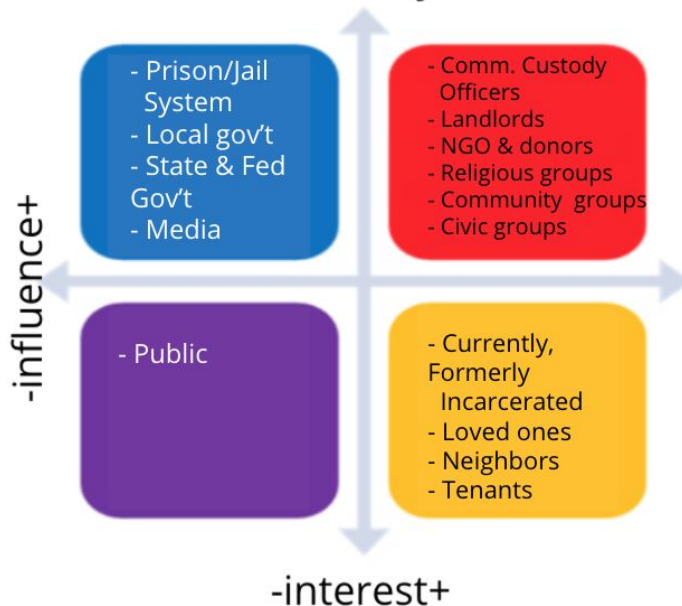 - Prison/Jail
System
- Local gov't
- State & Fed
Gov't
- Media
- Comm. Custody
Officers
- Landlords
- NGO & donors
- Religious groups
- Community groups
- Civic groups
-influence+
- Public
- Currently,
Formerly
Incarcerated
- Loved ones
- Neighbors
- Tenants
-interest+